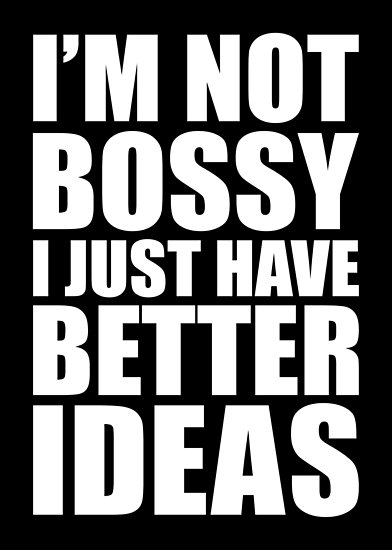 I’M NOT
BOSSY
I JUST HAVE
BETTER
IDEAS